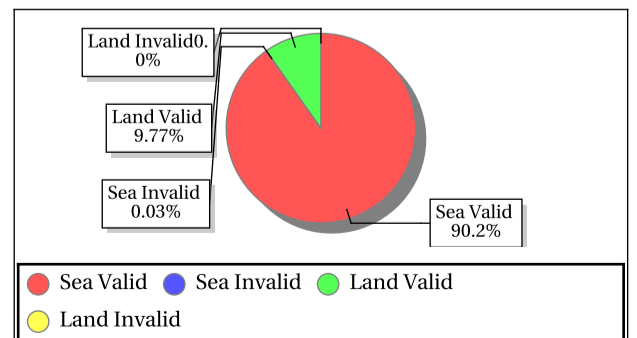 Land Invalid0.
0%
Land Valid
9.77%
Sea Invalid
0.03%
Sea Valid
90.2%
Sea Valid Sea Invalid Land Valid
Land Invalid